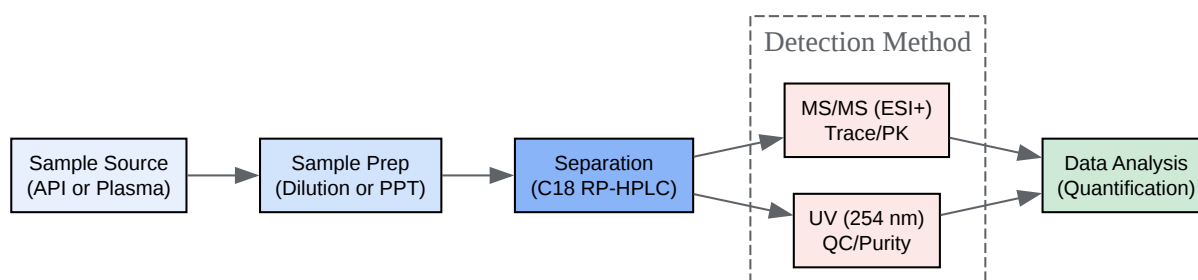 Sample Source
(API or Plasma)
Sample Prep
(Dilution or PPT)
Separation
(C18 RP-HPLC)
Detection Method
MS/MS (ESI+)
Trace/PK
UV (254 nm)
QC/Purity
Data Analysis
(Quantification)